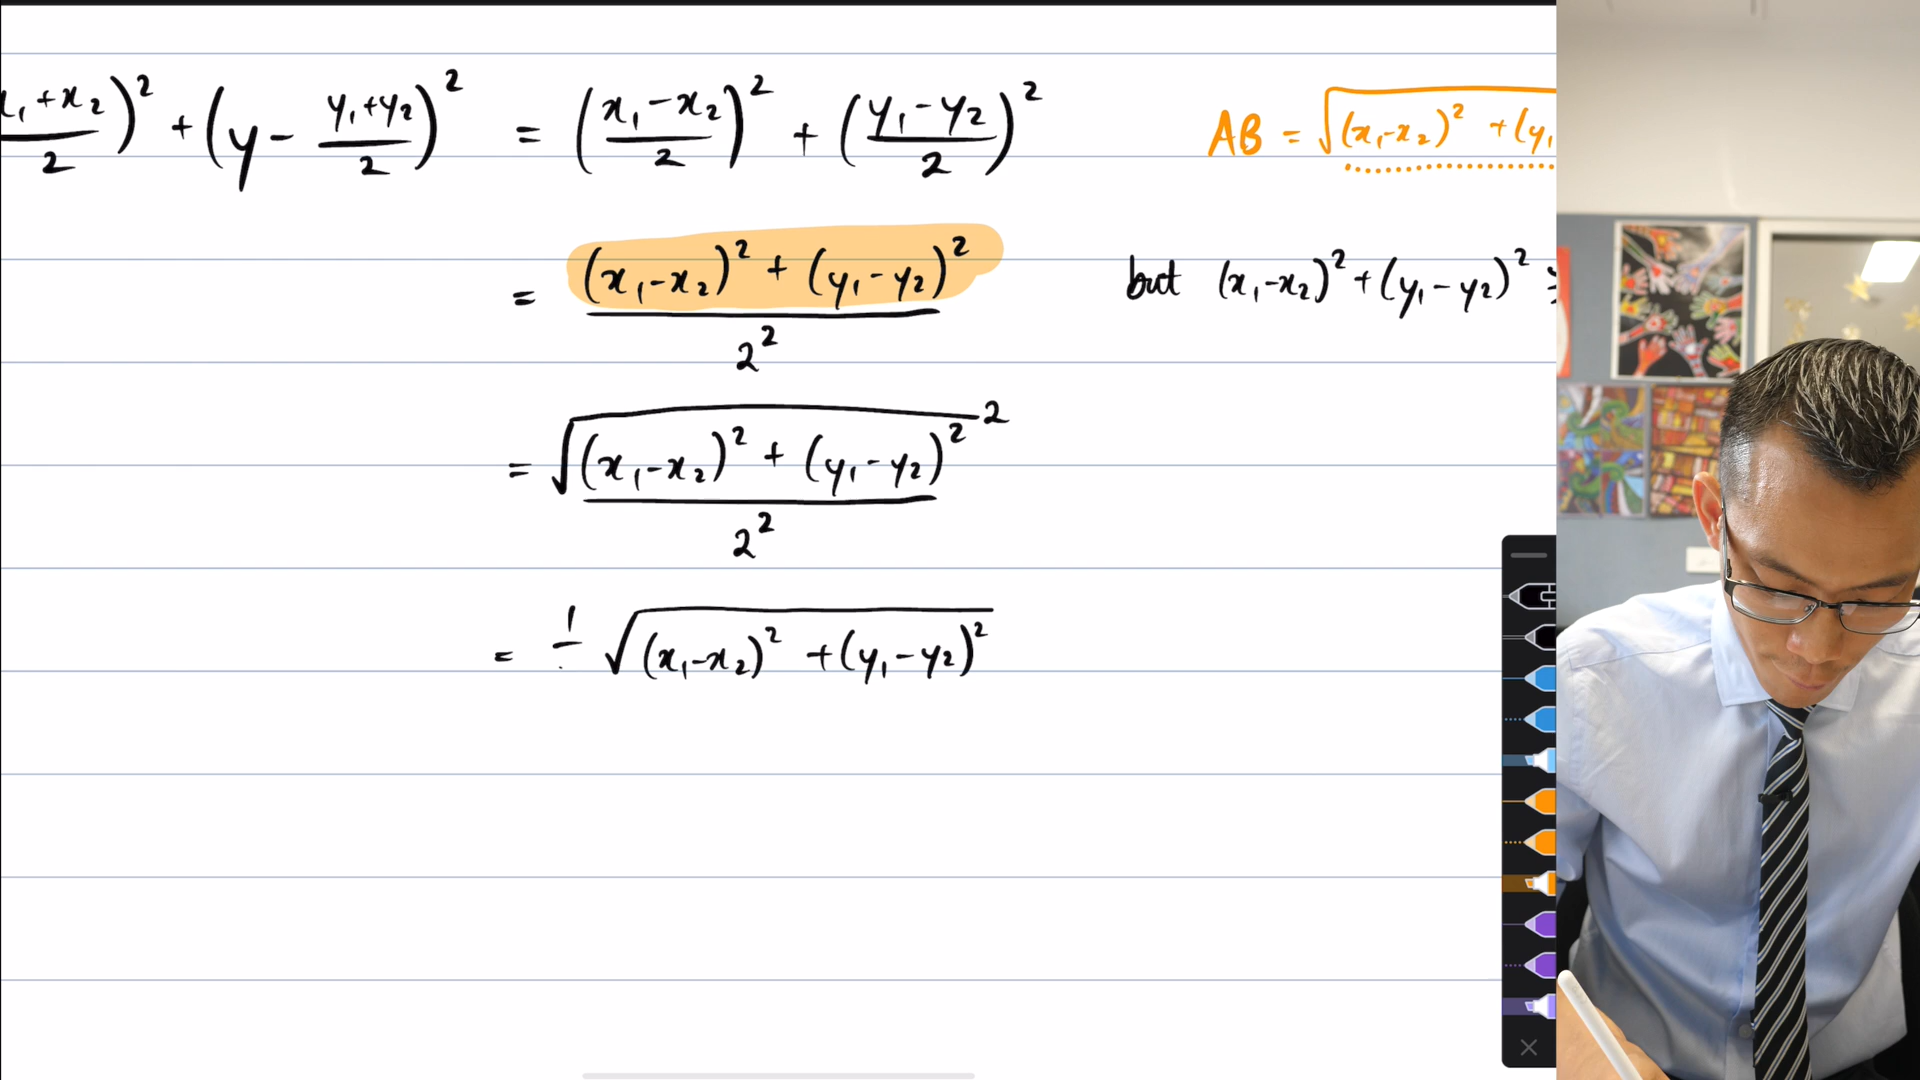 x₁+x₂/2)² + (y − y₁+y₂/2)² = (x₁−x₂/2)² + (y₁−y₂/2)²
AB = √(x₁−x₂)² + (y₁
= (x₁−x₂)² + (y₁−y₂)² / 2²
but (x₁−x₂)² + (y₁−y₂)² ≥
= √(x₁−x₂)² + (y₁−y₂)² ² / 2²
= 1/ √(x₁−x₂)² + (y₁−y₂)²